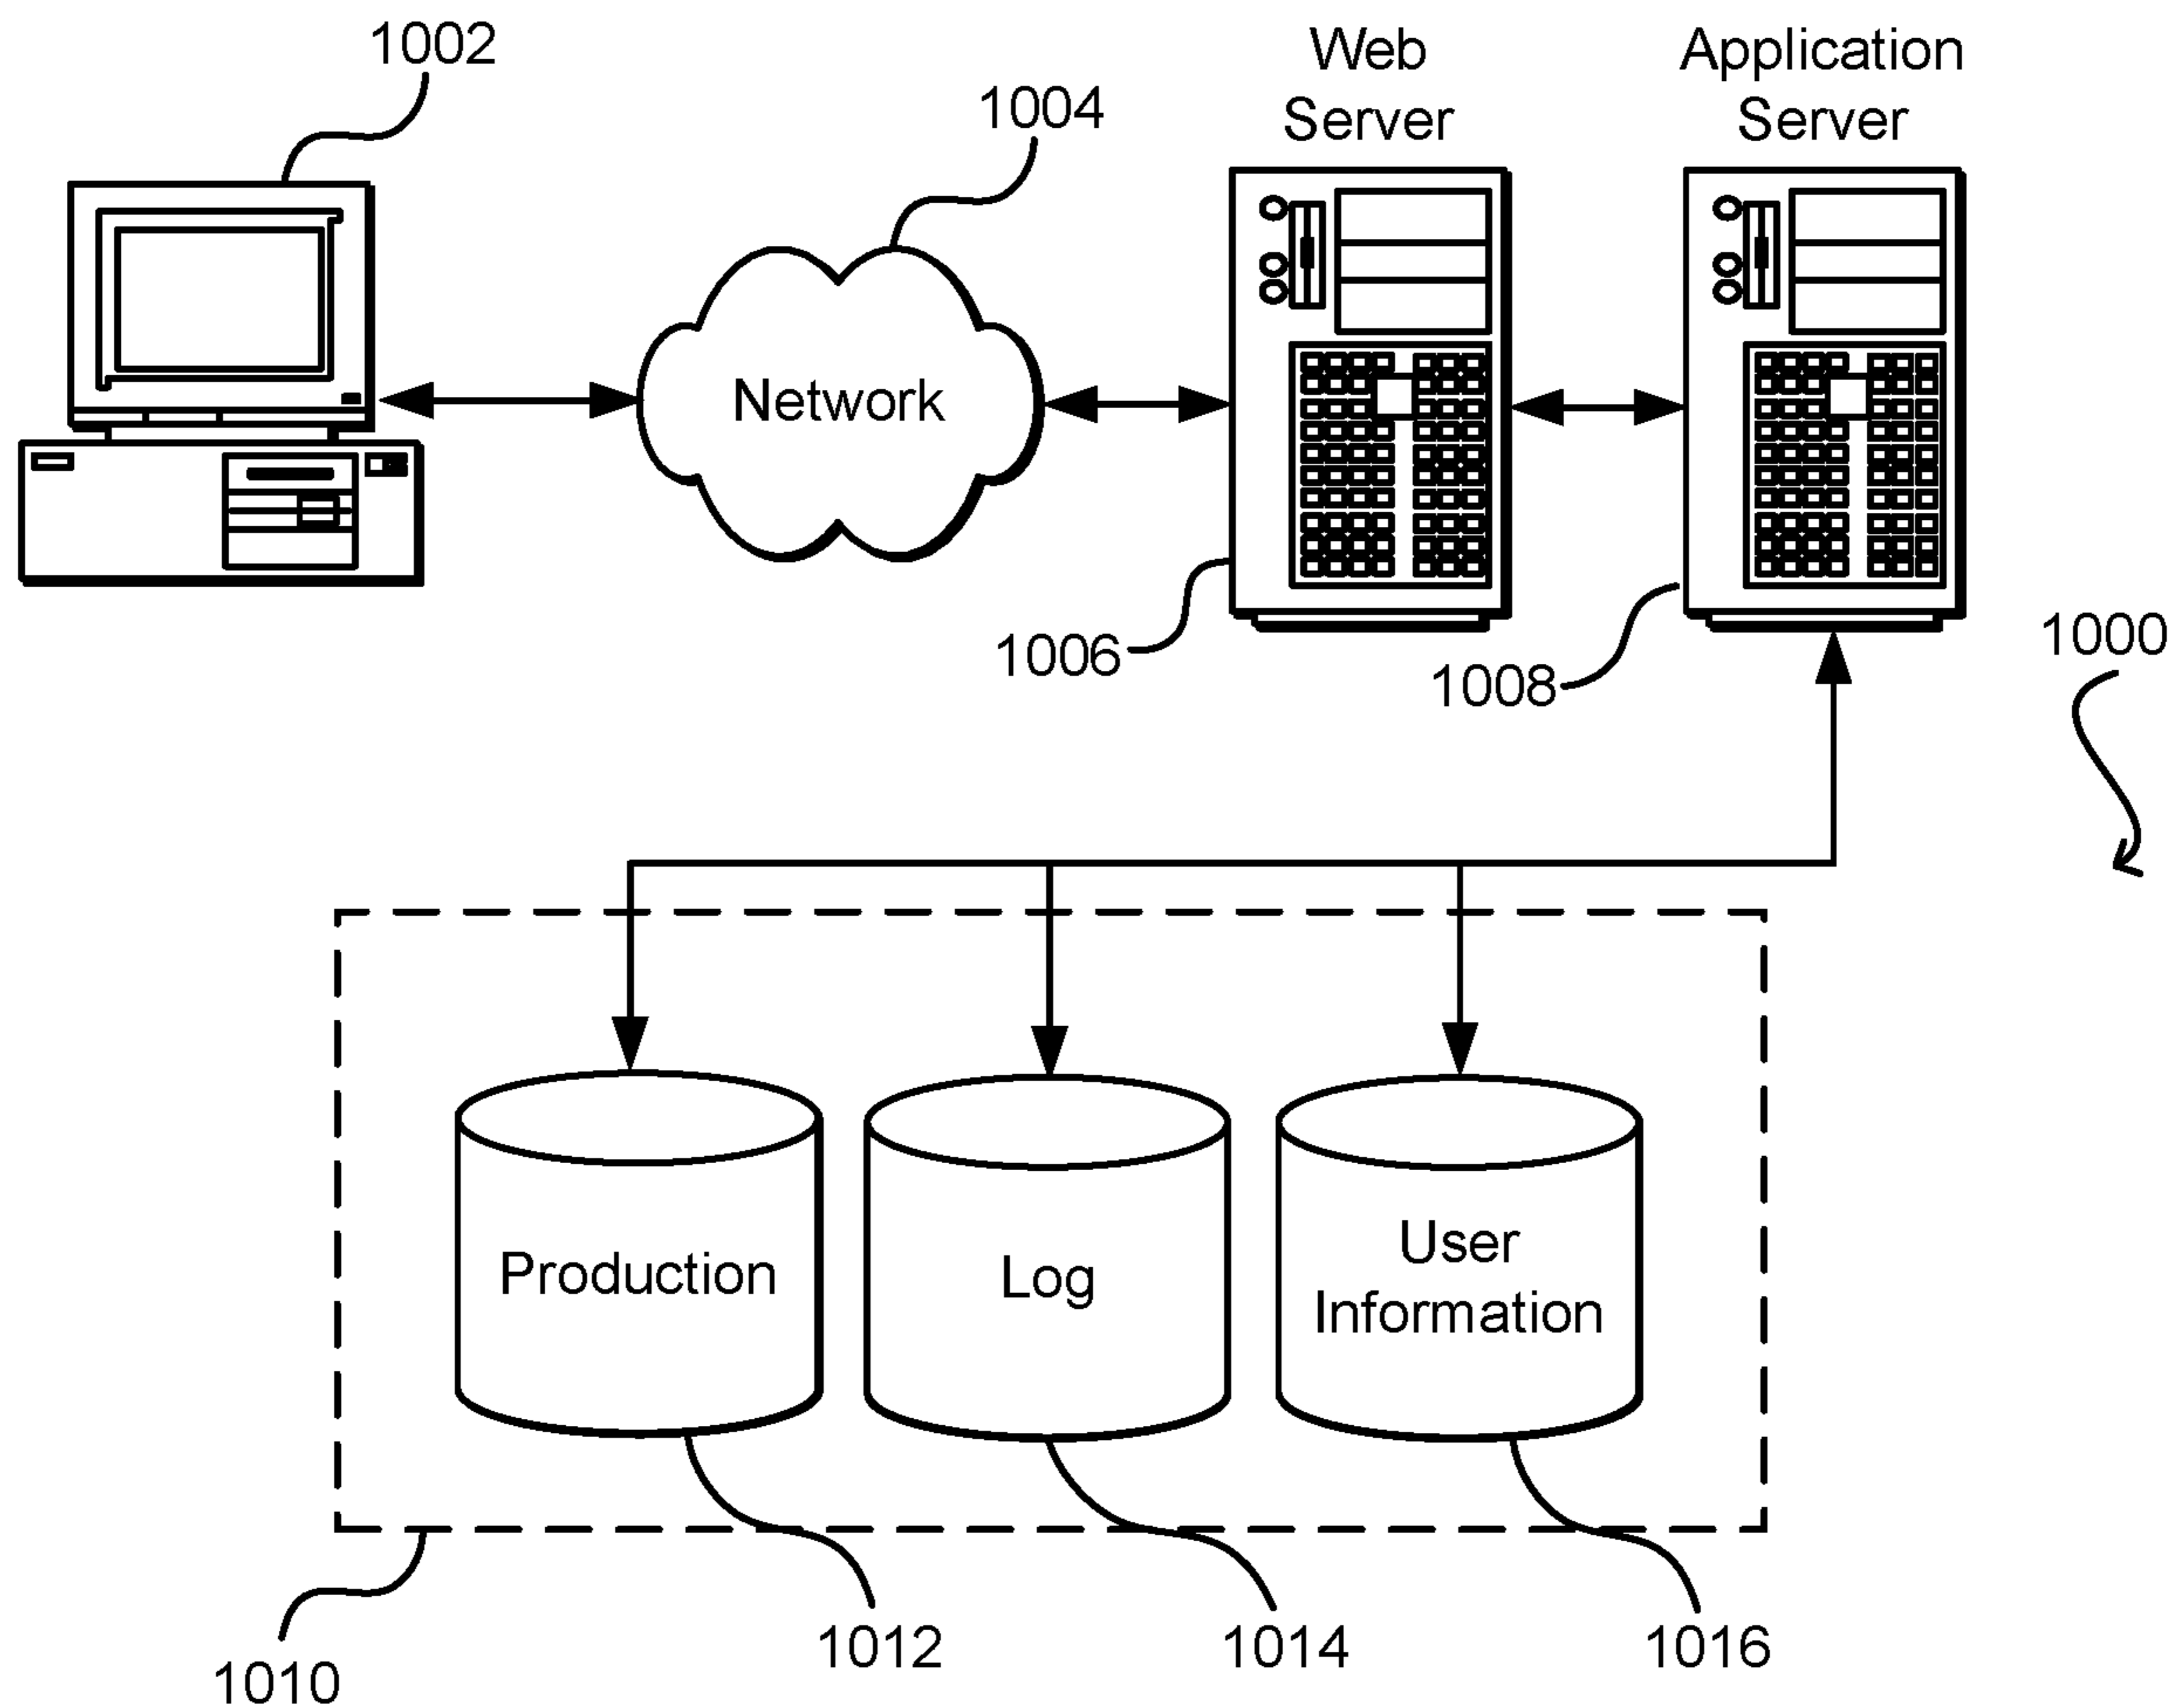 1002
1004
Web
Server
Application
Server
Network
1006
1008
1000
Production
Log
User
Information
1010
1012
1014
1016